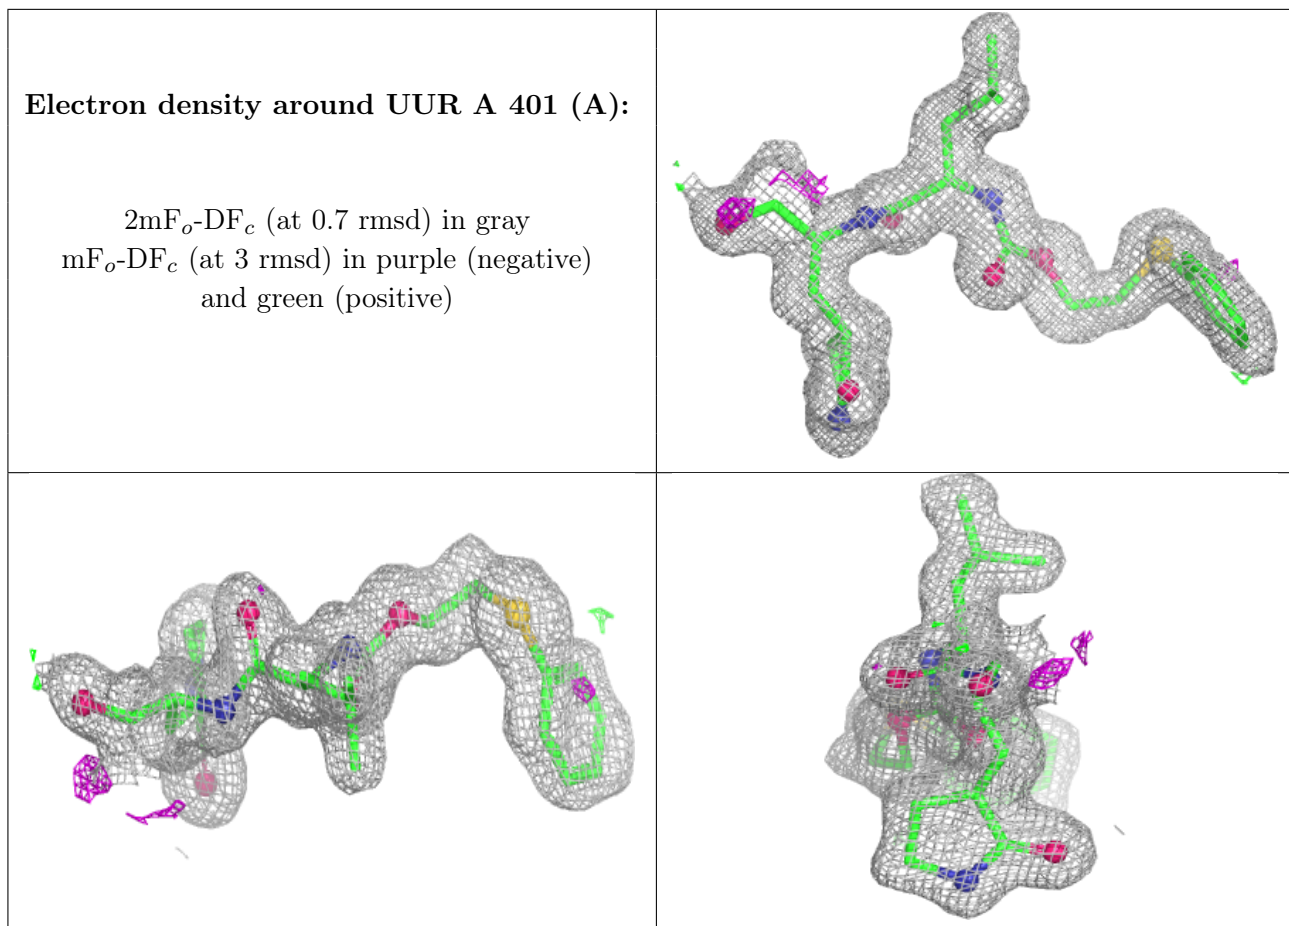 Electron density around UUR A 401 (A):
2mFo-DFc (at 0.7 rmsd) in gray
mFo-DFc (at 3 rmsd) in purple (negative)
and green (positive)